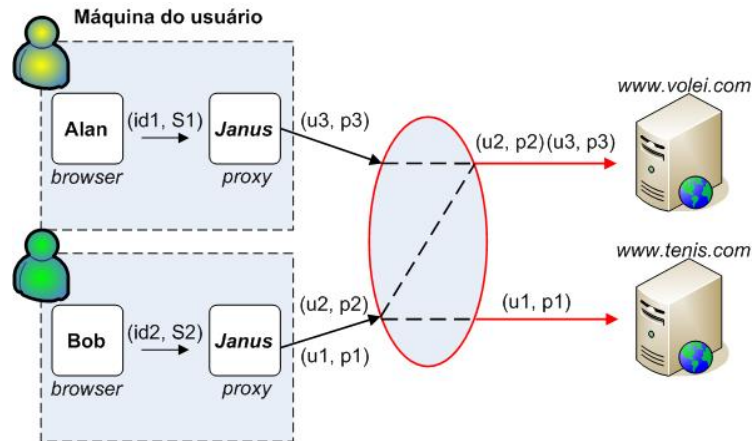 Máquina do usuário
www.volei.com
Alan
(id1, S1)
Janus
(u3, p3)
browser
proxy
(u2, p2)(u3, p3)
www.tenis.com
Bob
(id2, S2)
Janus
(u2, p2)
(u1, p1)
(u1, p1)
browser
proxy